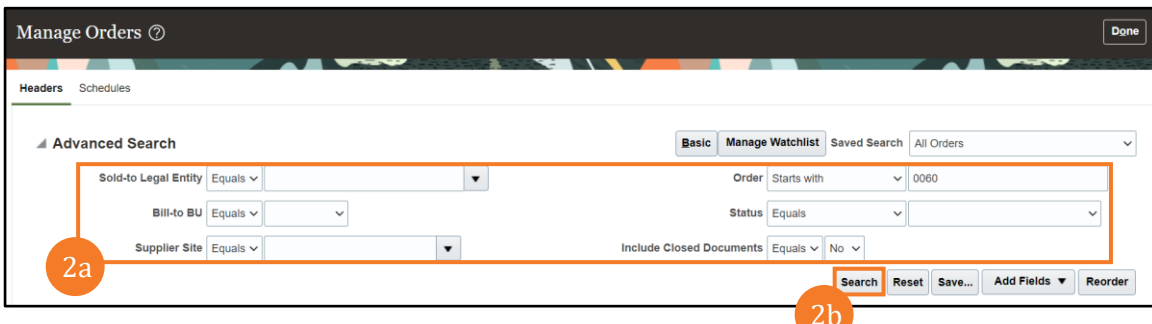 Manage Orders ?
Done
Headers Schedules
Advanced Search
Basic Manage Watchlist Saved Search All Orders
Sold-to Legal Entity Equals Order Starts with 0060
Bill-to BU Equals Status Equals
Supplier Site Equals Include Closed Documents Equals No
2a
Search Reset Save... Add Fields Reorder
2b